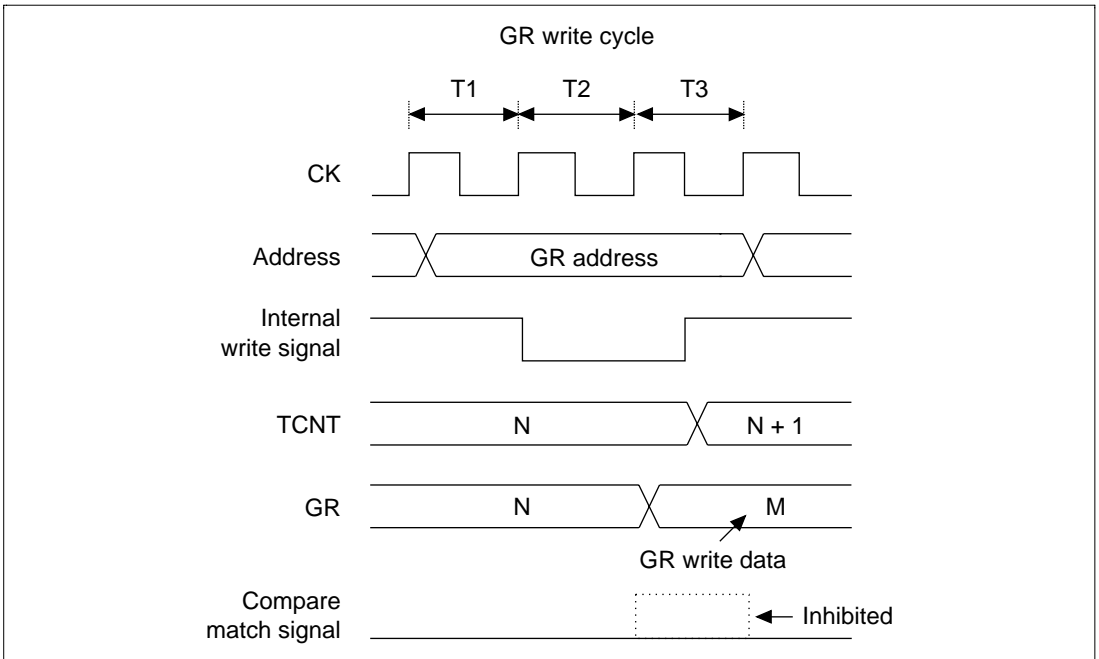 GR write cycle
T1 T2 T3
CK
Address GR address
Internal
write signal
TCNT N N + 1
GR N M
GR write data
Compare
match signal Inhibited